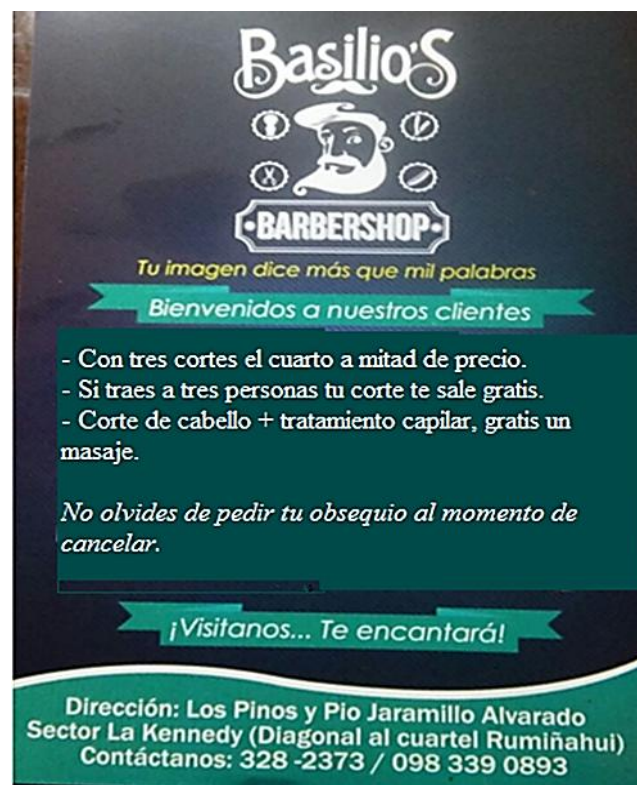 Basilio'S
BARBERSHOP
Tu imagen dice más que mil palabras
Bienvenidos a nuestros clientes
- Con tres cortes el cuarto a mitad de precio.
- Si traes a tres personas tu corte te sale gratis.
- Corte de cabello + tratamiento capilar, gratis un
masaje.
No olvides de pedir tu obsequio al momento de
cancelar.
¡Visitanos... Te encantará!
Dirección: Los Pinos y Pio Jaramillo Alvarado
Sector La Kennedy (Diagonal al cuartel Rumiñahui)
Contáctanos: 328 -2373 / 098 339 0893